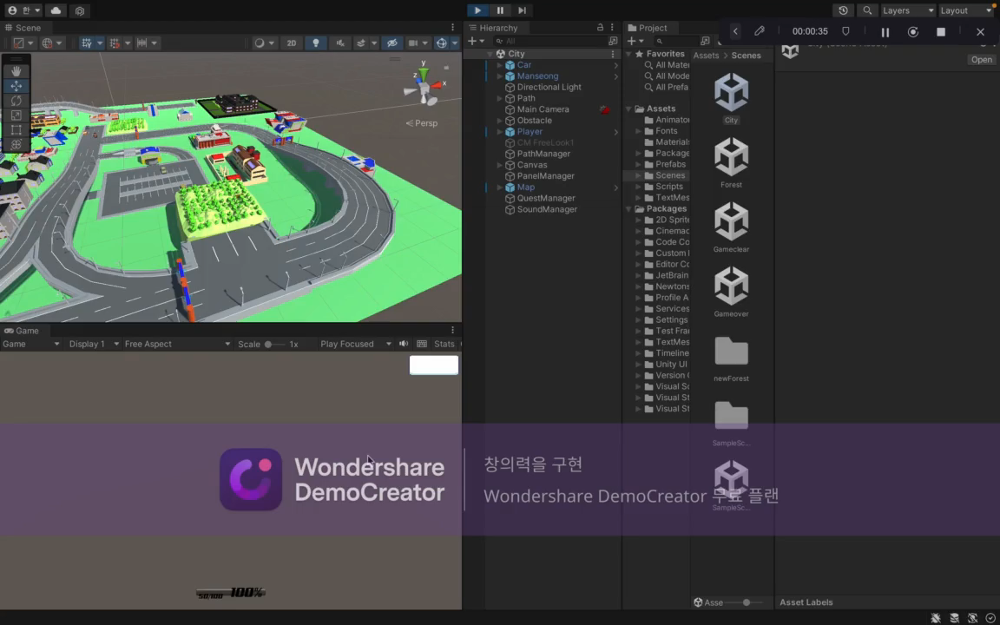 한
Layers
Layout
Scene
Hierarchy
Project
00:00:35
2D
All
Persp
y
x
z
City
Car
Manseong
Directional Light
Path
Main Camera
Obstacle
Player
CM FreeLook1
PathManager
Canvas
PanelManager
Map
QuestManager
SoundManager
Favorites
All Mater
All Mode
All Prefa
Assets
Animator
Fonts
Materials
Package
Prefabs
Scenes
Scripts
TextMes
Packages
2D Sprite
Cinemac
Code Co
Custom
Editor Co
JetBrain
Newtons
Profile A
Services
Settings
Test Fra
TextMes
Timeline
Unity UI
Version C
Visual Sc
Visual St
Visual St
Assets
Scenes
City
Forest
Gameclear
Gameover
newForest
SampleSc...
SampleSc...
Open
Game
Game
Display 1
Free Aspect
Scale
1x
Play Focused
Stats
Wondershare
DemoCreator
창의력을 구현
Wondershare DemoCreator 무료 플랜
50/100 100%
Asse
Asset Labels